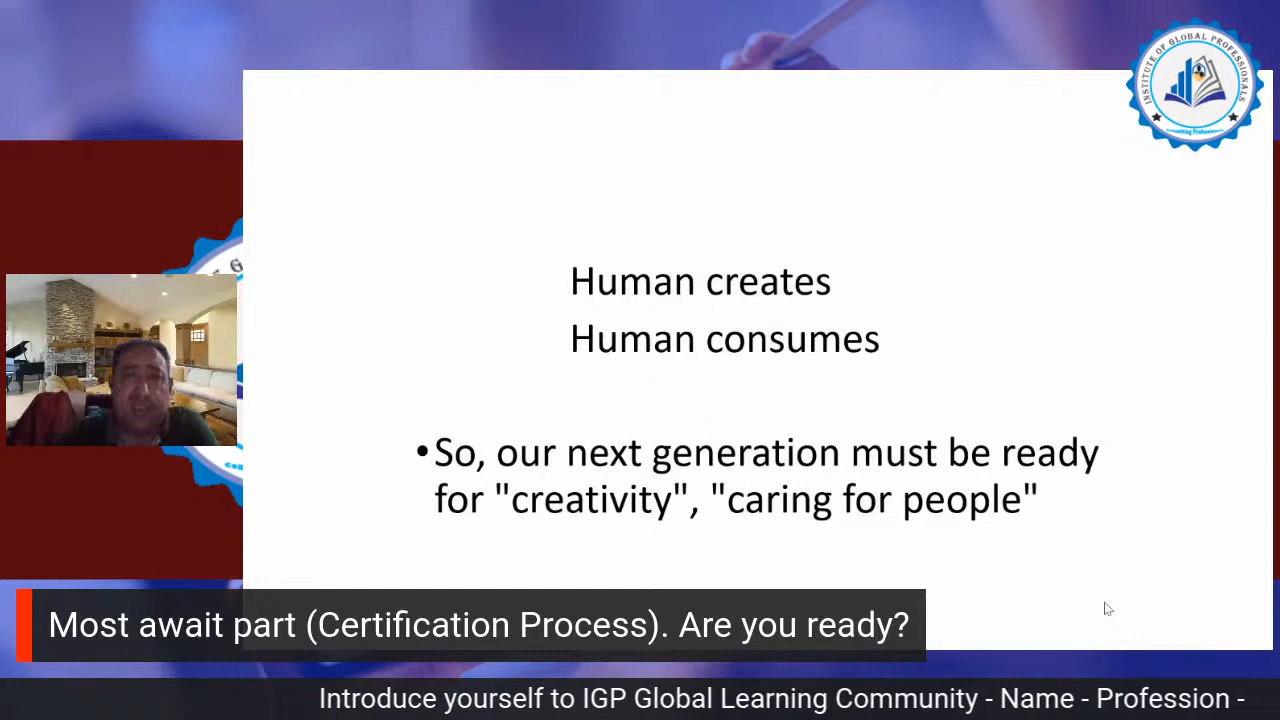 INSTITUTE OF GLOBAL PROFESSIONALS
Human creates
Human consumes
•So, our next generation must be ready
for "creativity", "caring for people"
Most await part (Certification Process). Are you ready?
Introduce yourself to IGP Global Learning Community - Name - Profession -